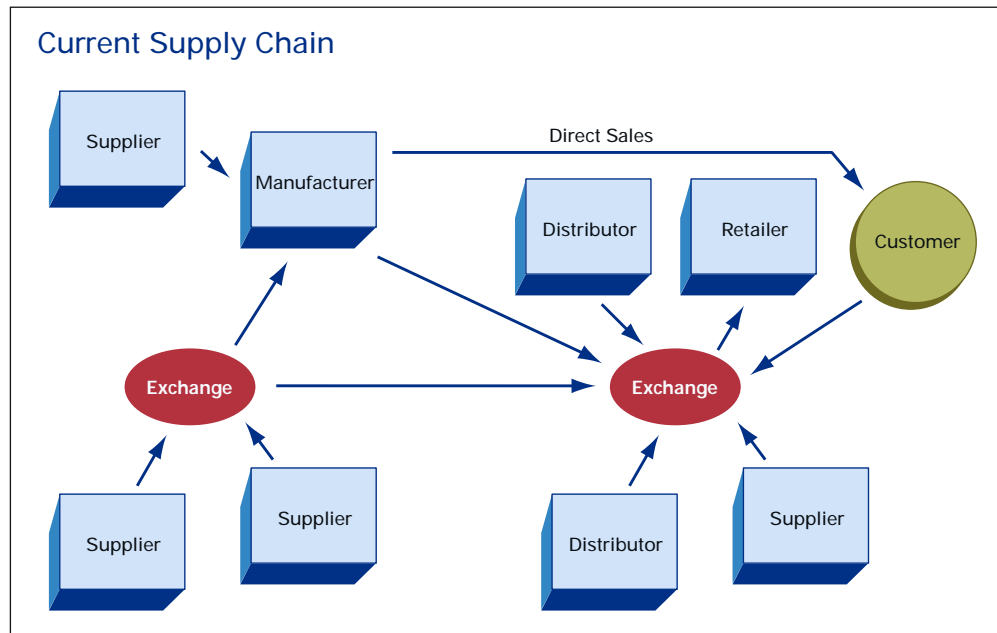 Current Supply Chain
Supplier
Manufacturer
Direct Sales
Distributor
Retailer
Customer
Exchange
Exchange
Supplier
Supplier
Distributor
Supplier